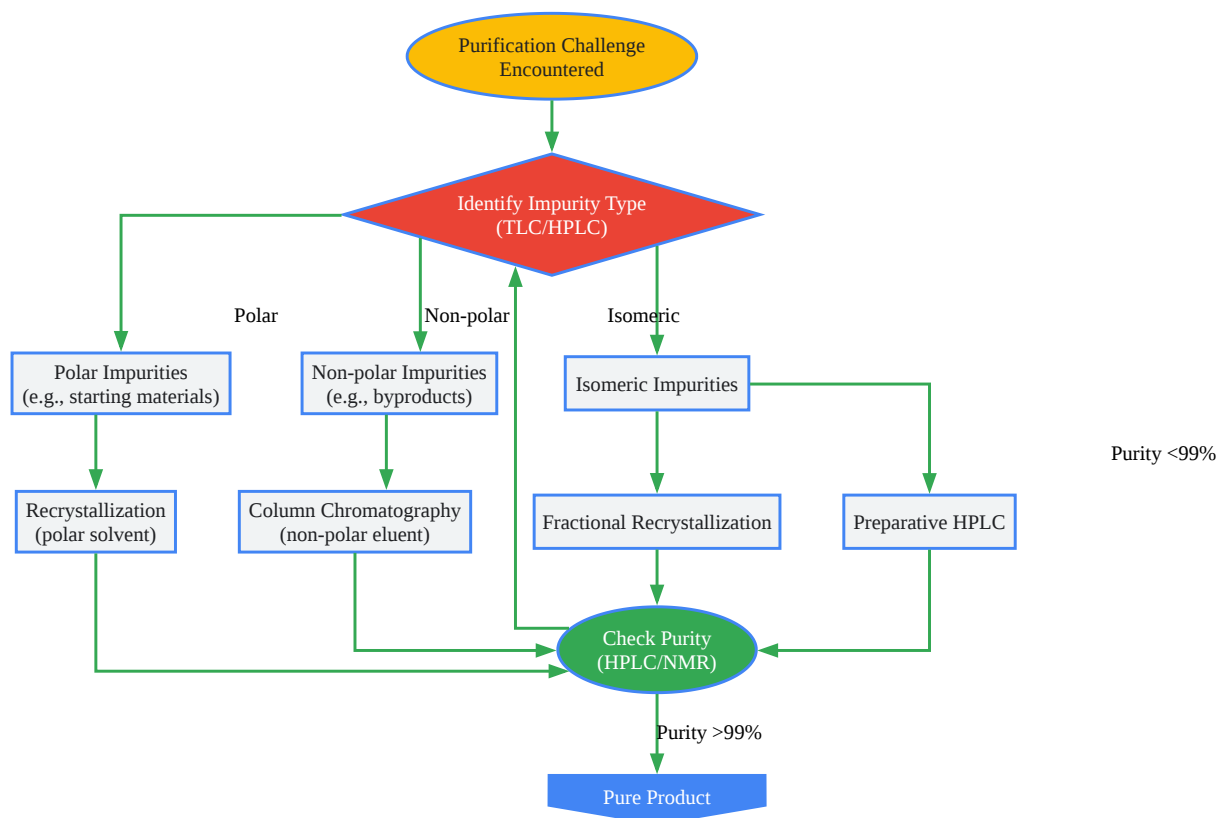 Purification Challenge
Encountered
Identify Impurity Type
(TLC/HPLC)
Polar
Non-polar
Isomeric
Polar Impurities
(e.g., starting materials)
Non-polar Impurities
(e.g., byproducts)
Isomeric Impurities
Purity <99%
Recrystallization
(polar solvent)
Column Chromatography
(non-polar eluent)
Fractional Recrystallization
Preparative HPLC
Check Purity
(HPLC/NMR)
Purity >99%
Pure Product